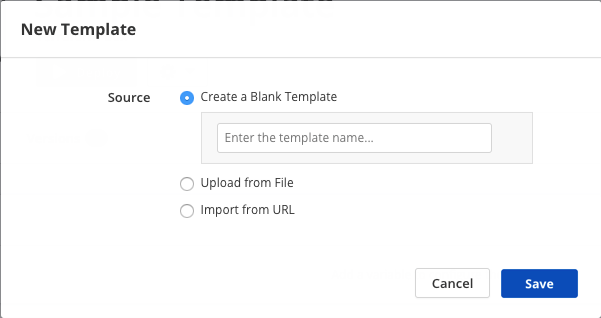 New Template
Source
Create a Blank Template
Enter the template name...
Upload from File
Import from URL
Cancel
Save